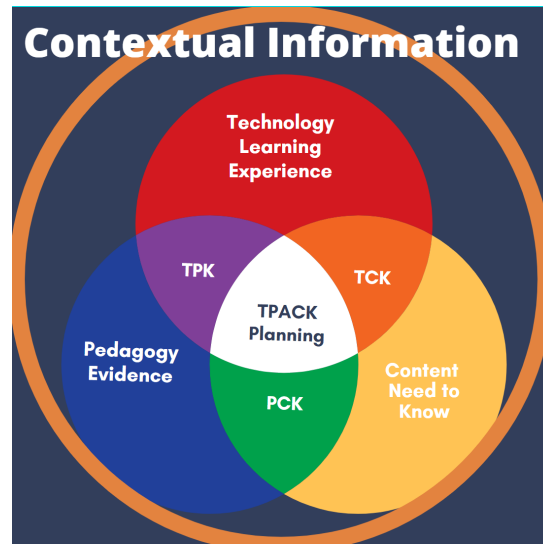 Contextual Information
Technology
Learning
Experience
TPK
TCK
TPACK
Planning
Pedagogy
Evidence
Content
Need to
Know
PCK